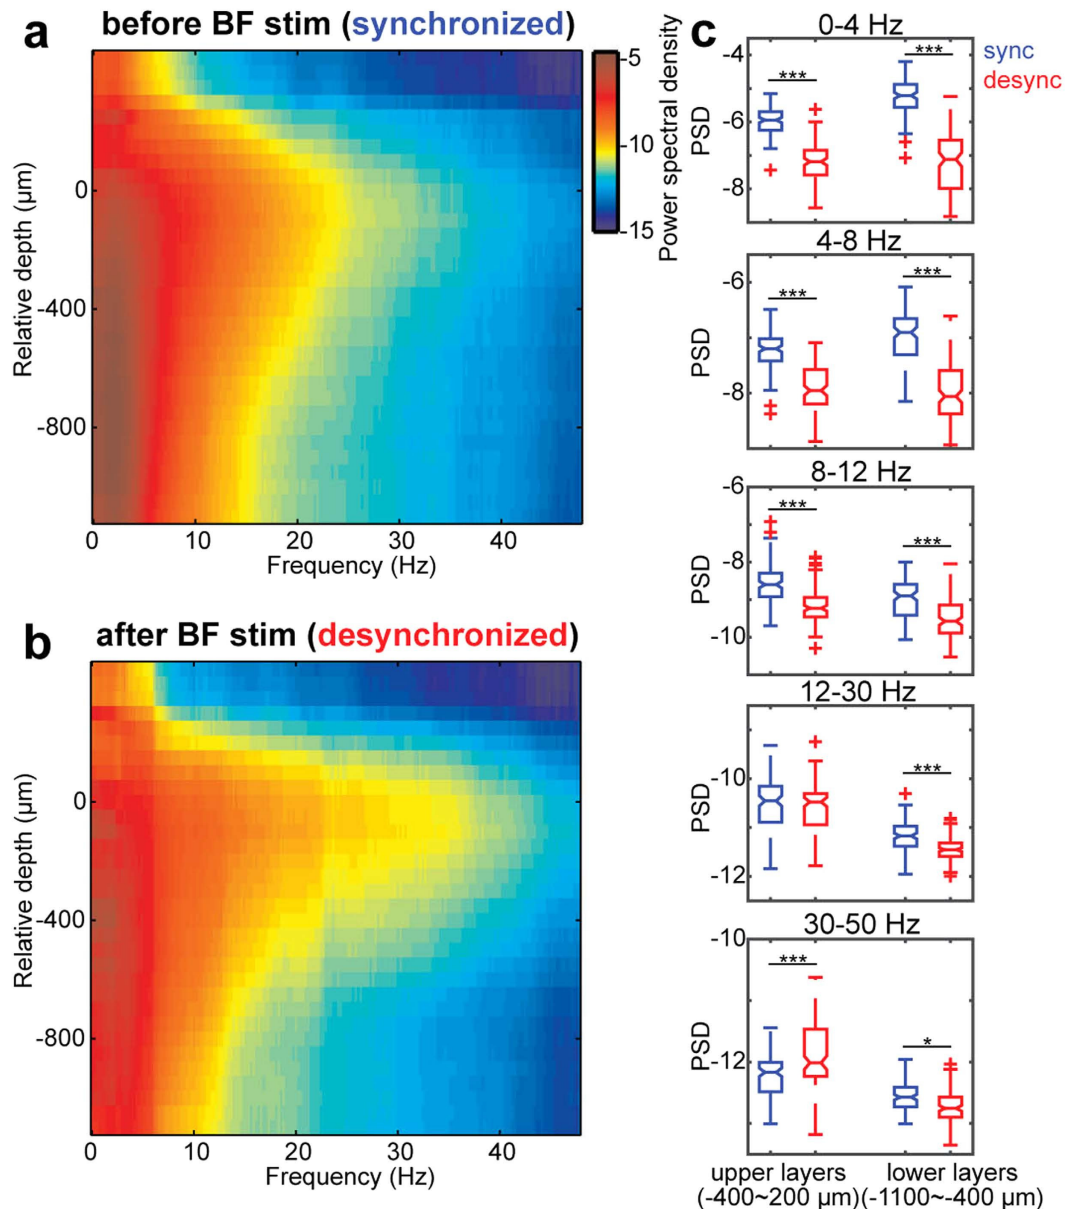 a
before BF stim (synchronized)
-5
-10
-15
Power spectral density
0
-400
-800
Relative depth (µm)
0
10
20
30
40
Frequency (Hz)
b
after BF stim (desynchronized)
0
-400
-800
Relative depth (µm)
0
10
20
30
40
Frequency (Hz)
c
0-4 Hz
sync
desync
-4
-6
-8
PSD
***
***
4-8 Hz
-6
-8
PSD
***
***
8-12 Hz
-6
-8
-10
PSD
***
***
12-30 Hz
-10
-12
PSD
***
30-50 Hz
-10
-12
PSD
***
*
upper layers
(-400~200 µm)
lower layers
(-1100~-400 µm)